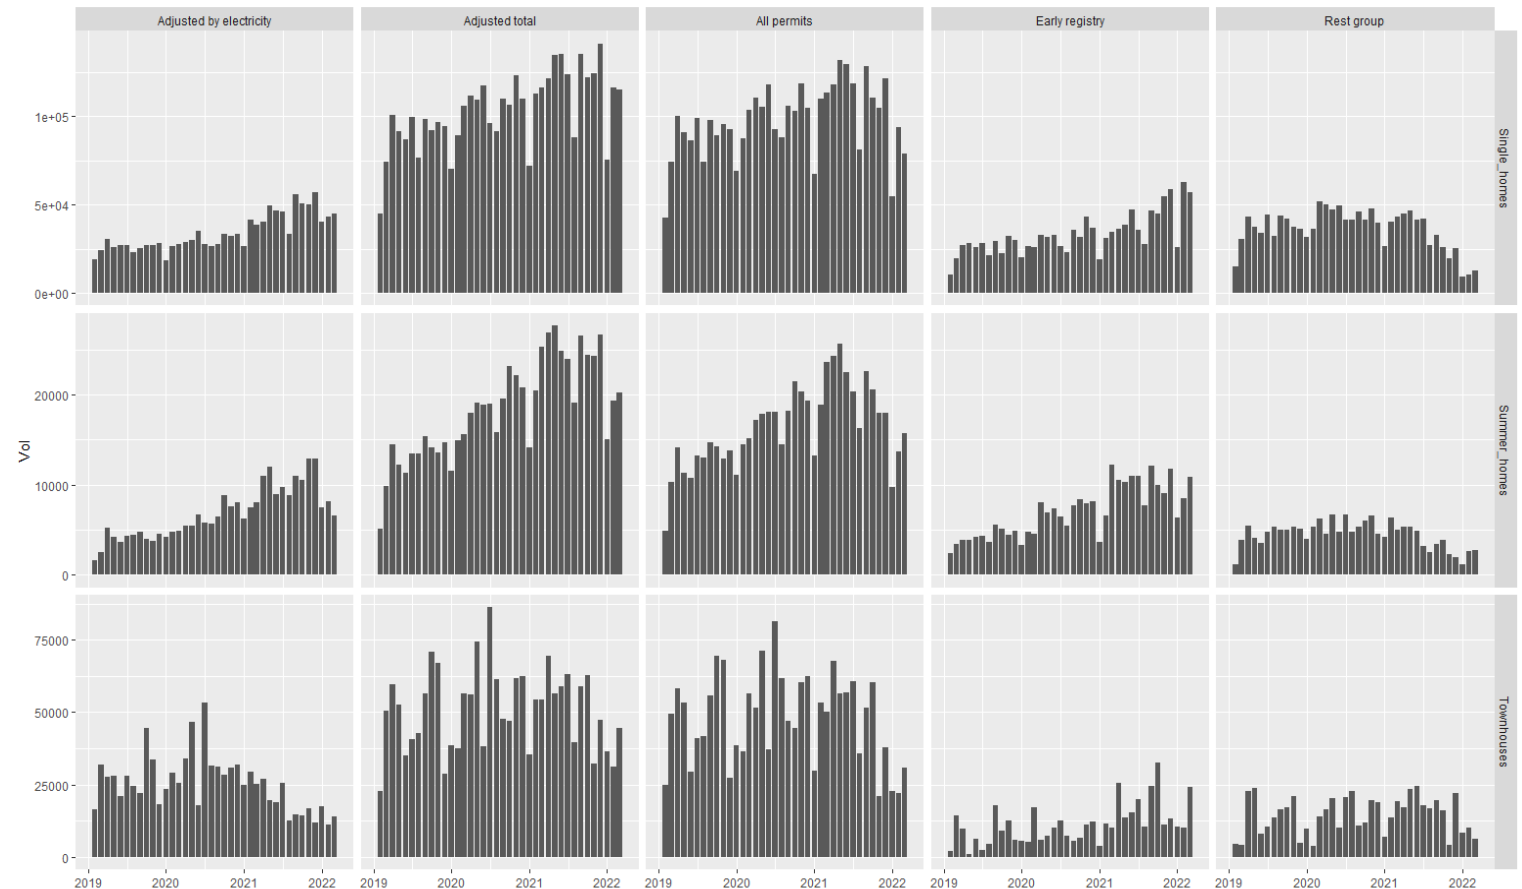 Adjusted by electricity
Adjusted total
All permits
Early registry
Rest group
1e+05
5e+04
0e+00
Single_homes
20000
10000
0
Summer_homes
Vol
75000
50000
25000
0
Townhouses
2019 2020 2021 2022
2019 2020 2021 2022
2019 2020 2021 2022
2019 2020 2021 2022
2019 2020 2021 2022